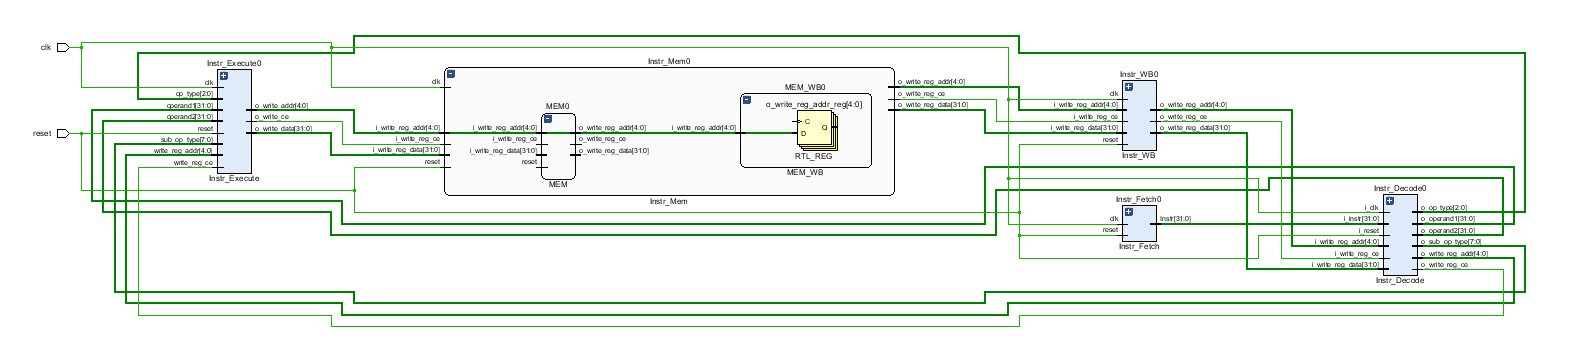 clk
reset
Instr_Execute0
clk
op_type[2:0]
operand1[31:0]
operand2[31:0]
reset
sub_op_type[7:0]
write_reg_addr[4:0]
write_reg_ce
o_write_addr[4:0]
o_write_ce
o_write_data[31:0]
Instr_Execute
Instr_Mem0
clk
i_write_reg_addr[4:0]
i_write_reg_ce
i_write_reg_data[31:0]
reset
MEM0
i_write_reg_addr[4:0]
i_write_reg_ce
i_write_reg_data[31:0]
reset
o_write_reg_addr[4:0]
o_write_reg_ce
o_write_reg_data[31:0]
MEM
MEM_WB0
i_write_reg_addr[4:0]
o_write_reg_addr_reg[4:0]
C
D
Q
RTL_REG
MEM_WB
o_write_reg_addr[4:0]
o_write_reg_ce
o_write_reg_data[31:0]
Instr_Mem
Instr_WB0
clk
i_write_reg_addr[4:0]
i_write_reg_ce
i_write_reg_data[31:0]
reset
o_write_reg_addr[4:0]
o_write_reg_ce
o_write_reg_data[31:0]
Instr_WB
Instr_Fetch0
clk
reset
Instr[31:0]
Instr_Fetch
Instr_Decode0
i_clk
i_instr[31:0]
i_reset
i_write_reg_addr[4:0]
i_write_reg_ce
i_write_reg_data[31:0]
o_op_type[2:0]
o_operand1[31:0]
o_operand2[31:0]
o_sub_op_type[7:0]
o_write_reg_addr[4:0]
o_write_reg_ce
Instr_Decode